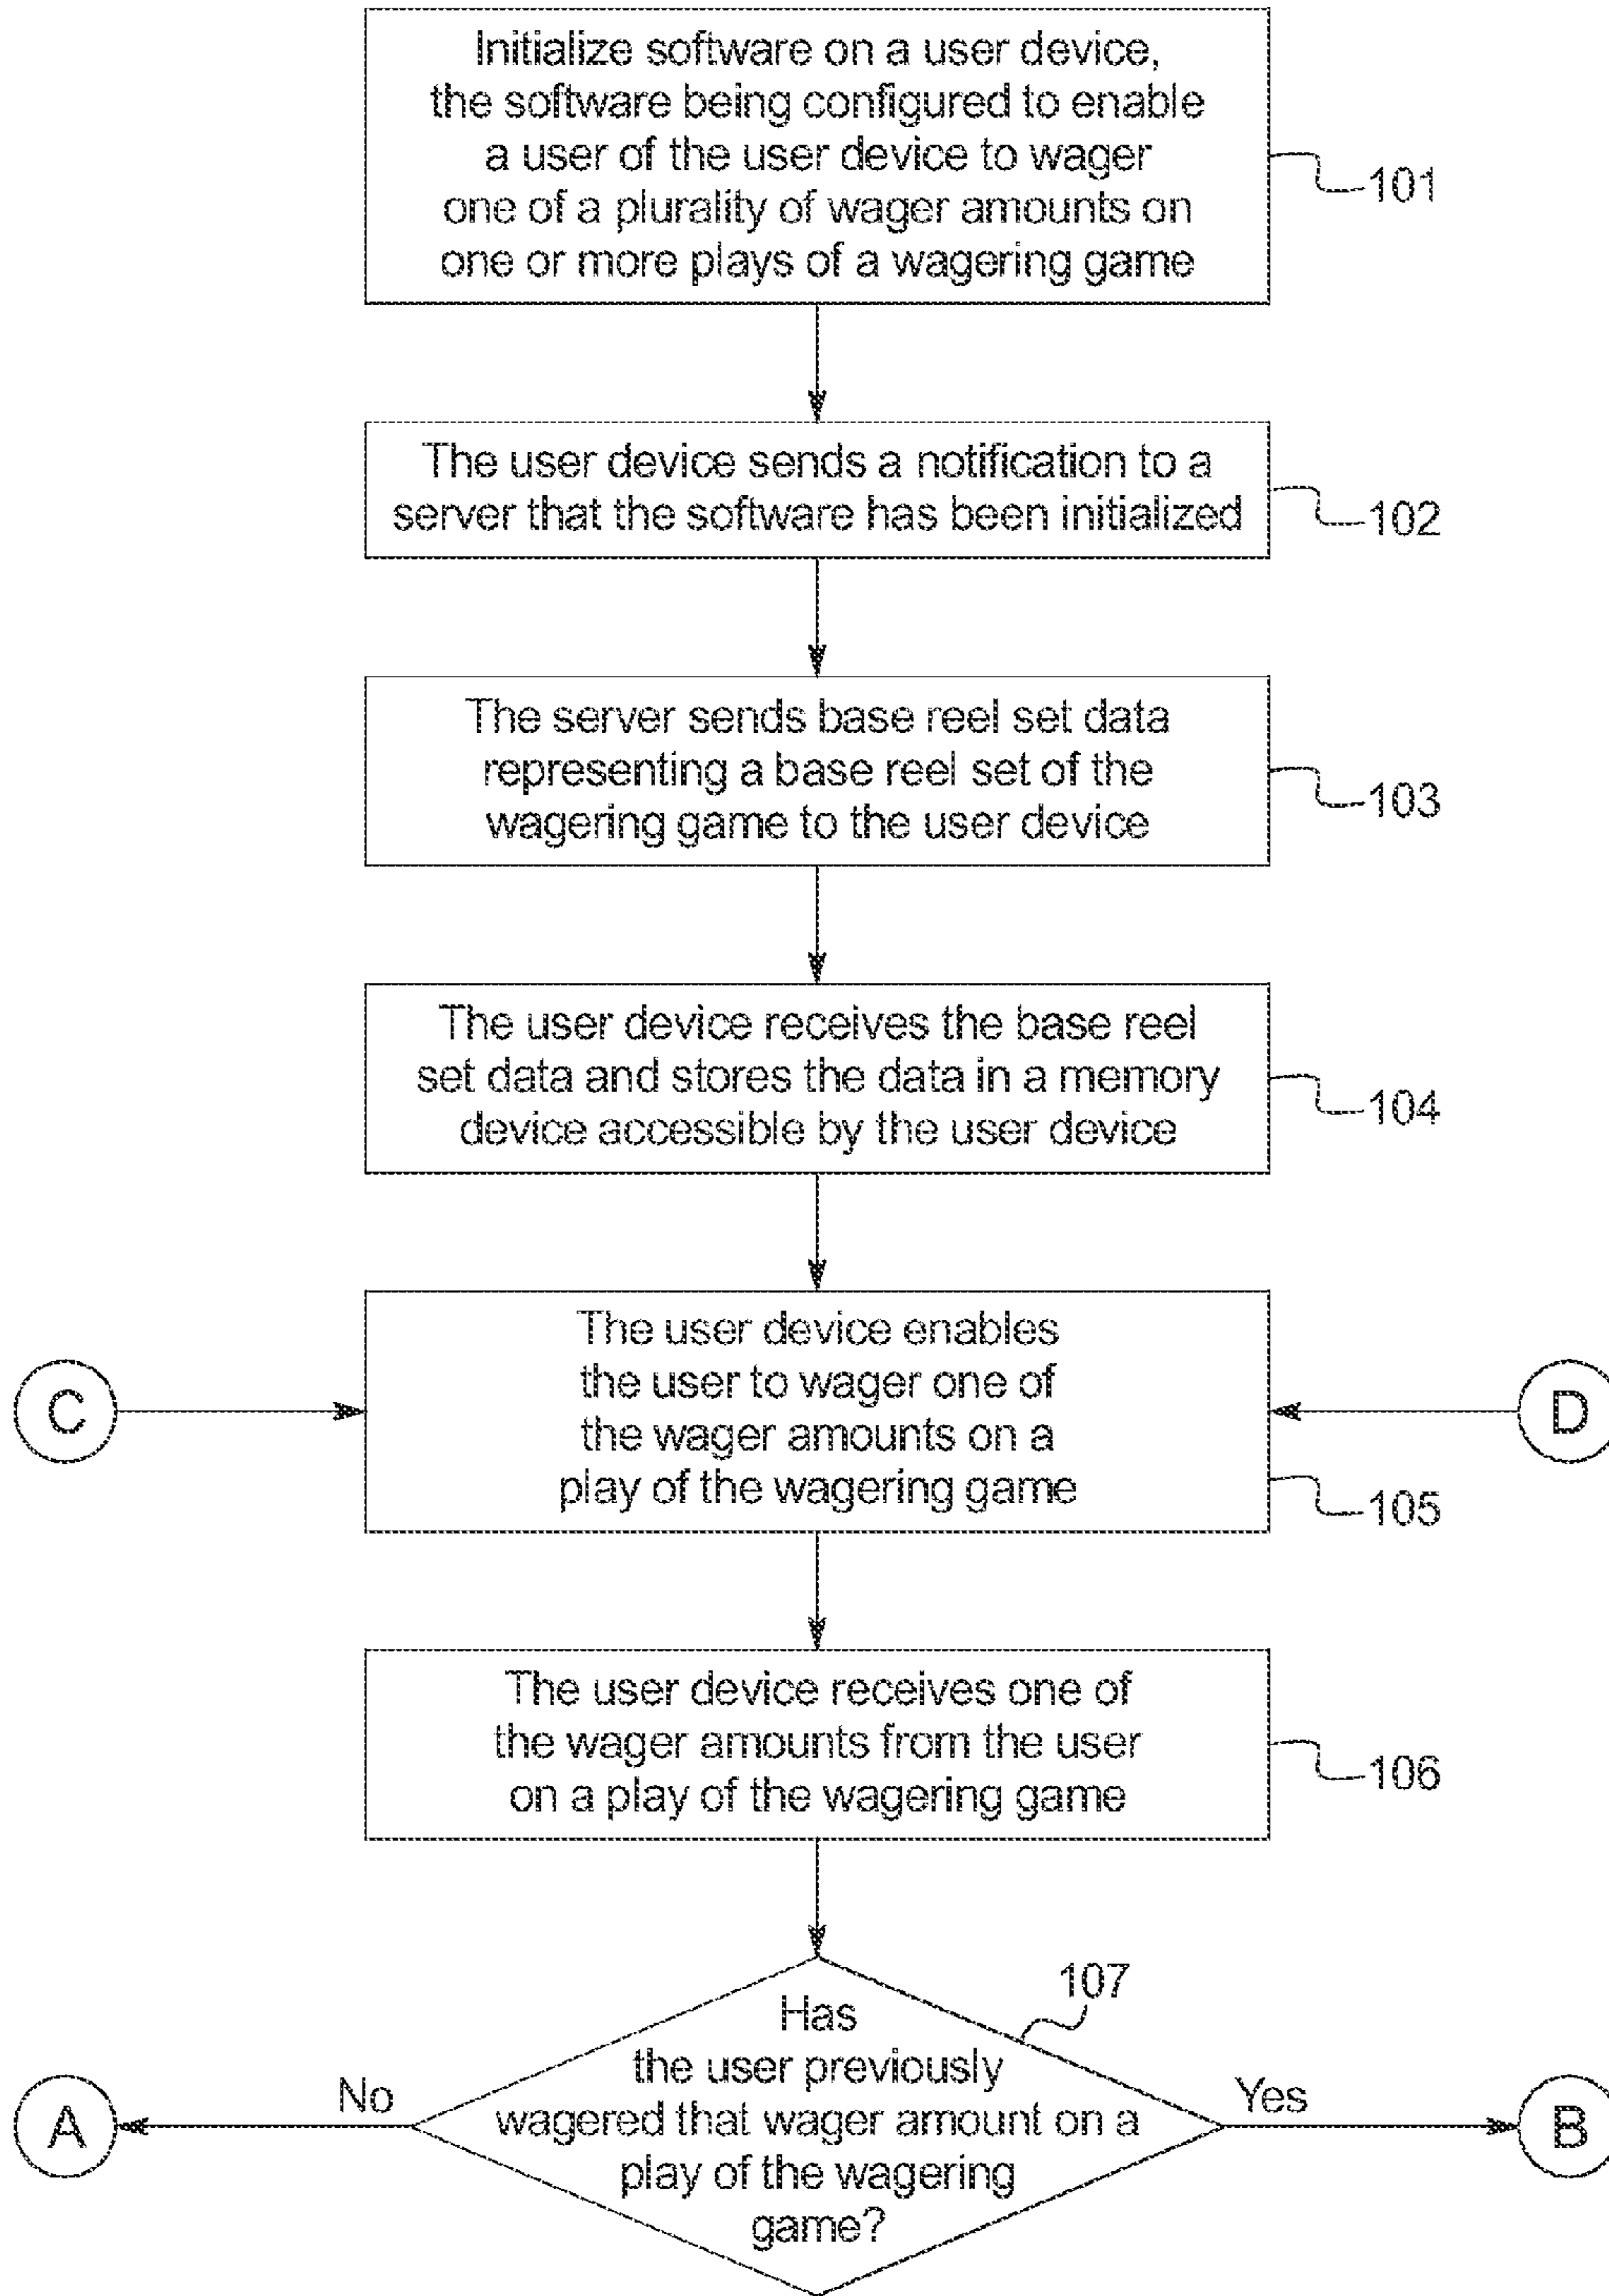 Initialize software on a user device,
the software being configured to enable
a user of the user device to wager
one of a plurality of wager amounts on
one or more plays of a wagering game
101
The user device sends a notification to a
server that the software has been initialized
102
The server sends base reel set data
representing a base reel set of the
wagering game to the user device
103
The user device receives the base reel
set data and stores the data in a memory
device accessible by the user device
104
The user device enables
the user to wager one of
the wager amounts on a
play of the wagering game
C
D
105
The user device receives one of
the wager amounts from the user
on a play of the wagering game
106
107
Has
the user previously
wagered that wager amount on a
play of the wagering
game?
No
Yes
A
B